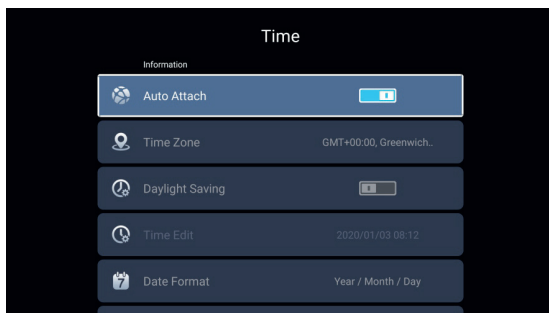 Time
Information
Auto Attach
Time Zone GMT+00:00, Greenwich..
Daylight Saving
Time Edit 2020/01/03 08:12
7 Date Format Year / Month / Day